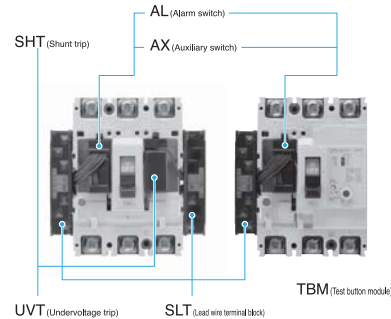 AL (Alarm switch)
SHT (Shunt trip)
AX (Auxiliary switch)
TBM (Test button module)
UVT (Undervoltage trip)
SLT (Lead wire terminal block)